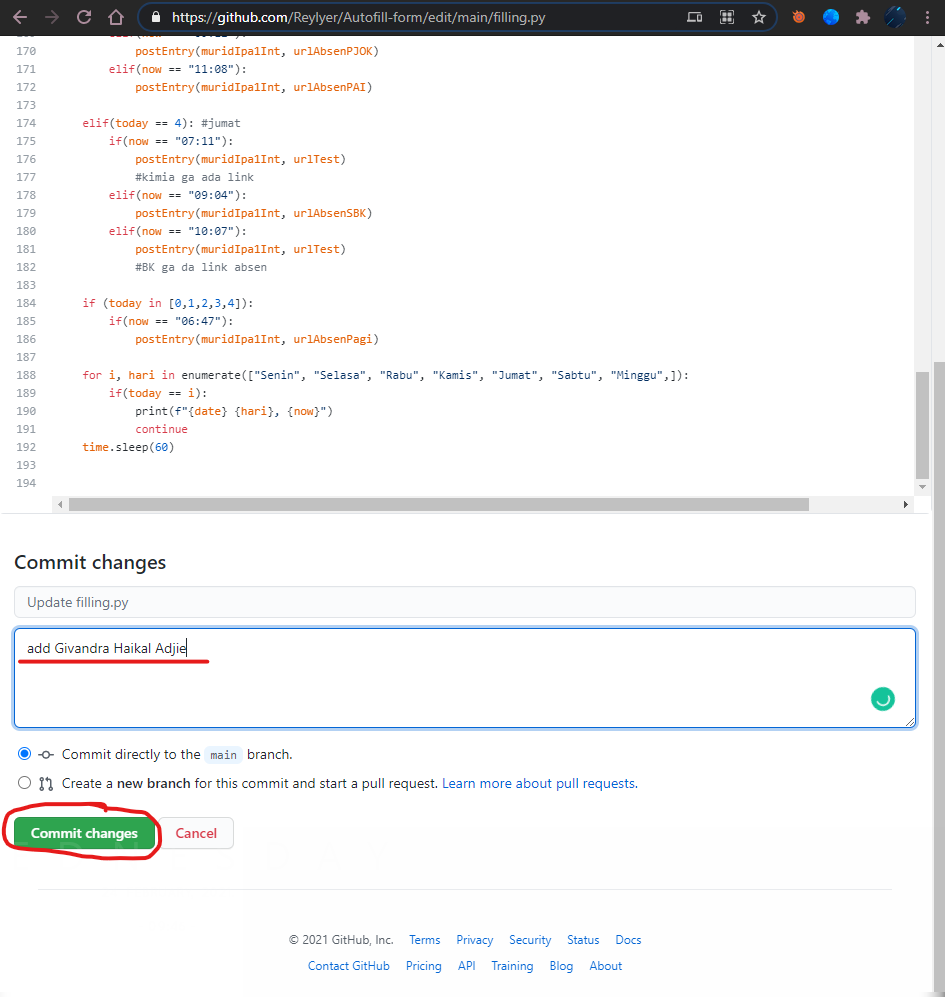 https://github.com/Reylyer/Autofill-form/edit/main/filling.py
170 postEntry(muridIpa1Int, urlAbsenPJOK)
171 elif(now == "11:08"):
172 postEntry(muridIpa1Int, urlAbsenPAI)
173
174 elif(today == 4): #jumat
175 if(now == "07:11"):
176 postEntry(muridIpa1Int, urlTest)
177 #kimia ga ada link
178 elif(now == "09:04"):
179 postEntry(muridIpa1Int, urlAbsenSBK)
180 elif(now == "10:07"):
181 postEntry(muridIpa1Int, urlTest)
182 #BK ga da link absen
183
184 if (today in [0,1,2,3,4]):
185 if(now == "06:47"):
186 postEntry(muridIpa1Int, urlAbsenPagi)
187
188 for i, hari in enumerate(["Senin", "Selasa", "Rabu", "Kamis", "Jumat", "Sabtu", "Minggu",]):
189 if(today == i):
190 print(f"{date} {hari}, {now}")
191 continue
192 time.sleep(60)
193
194
Commit changes
Update filling.py
add Givandra Haikal Adjie
Commit directly to the main branch.
Create a new branch for this commit and start a pull request. Learn more about pull requests.
Commit changes Cancel
© 2021 GitHub, Inc. Terms Privacy Security Status Docs
Contact GitHub Pricing API Training Blog About